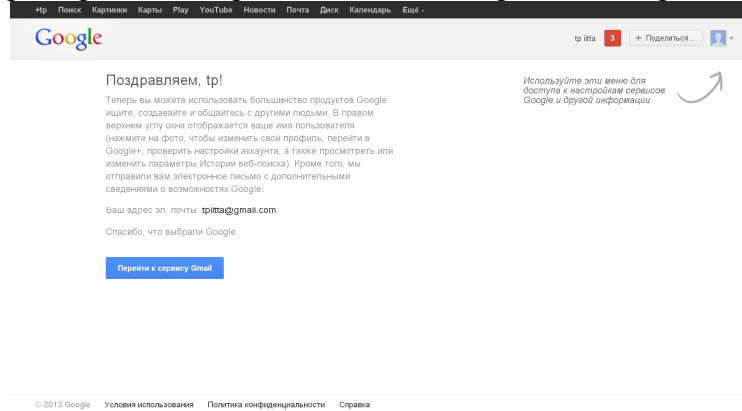 +tp Поиск Картинки Карты Play YouTube Новости Почта Диск Календарь Ещё
Google
tp iitta 3 + Поделиться...
Поздравляем, tp!
Теперь вы можете использовать большинство продуктов Google:
ищите, создавайте и общайтесь с другими людьми. В правом
верхнем углу окна отображается ваше имя пользователя
(нажмите на фото, чтобы изменить свой профиль, перейти в
Google+, проверить настройки аккаунта, а также просмотреть или
изменить параметры Истории веб-поиска). Кроме того, мы
отправили вам электронное письмо с дополнительными
сведениями о возможностях Google.
Ваш адрес эл. почты: tpiitta@gmail.com
Спасибо, что выбрали Google.
Перейти к сервису Gmail
Используйте эти меню для
доступа к настройкам сервисов
Google и другой информации.
© 2013 Google Условия использования Политика конфиденциальности Справка